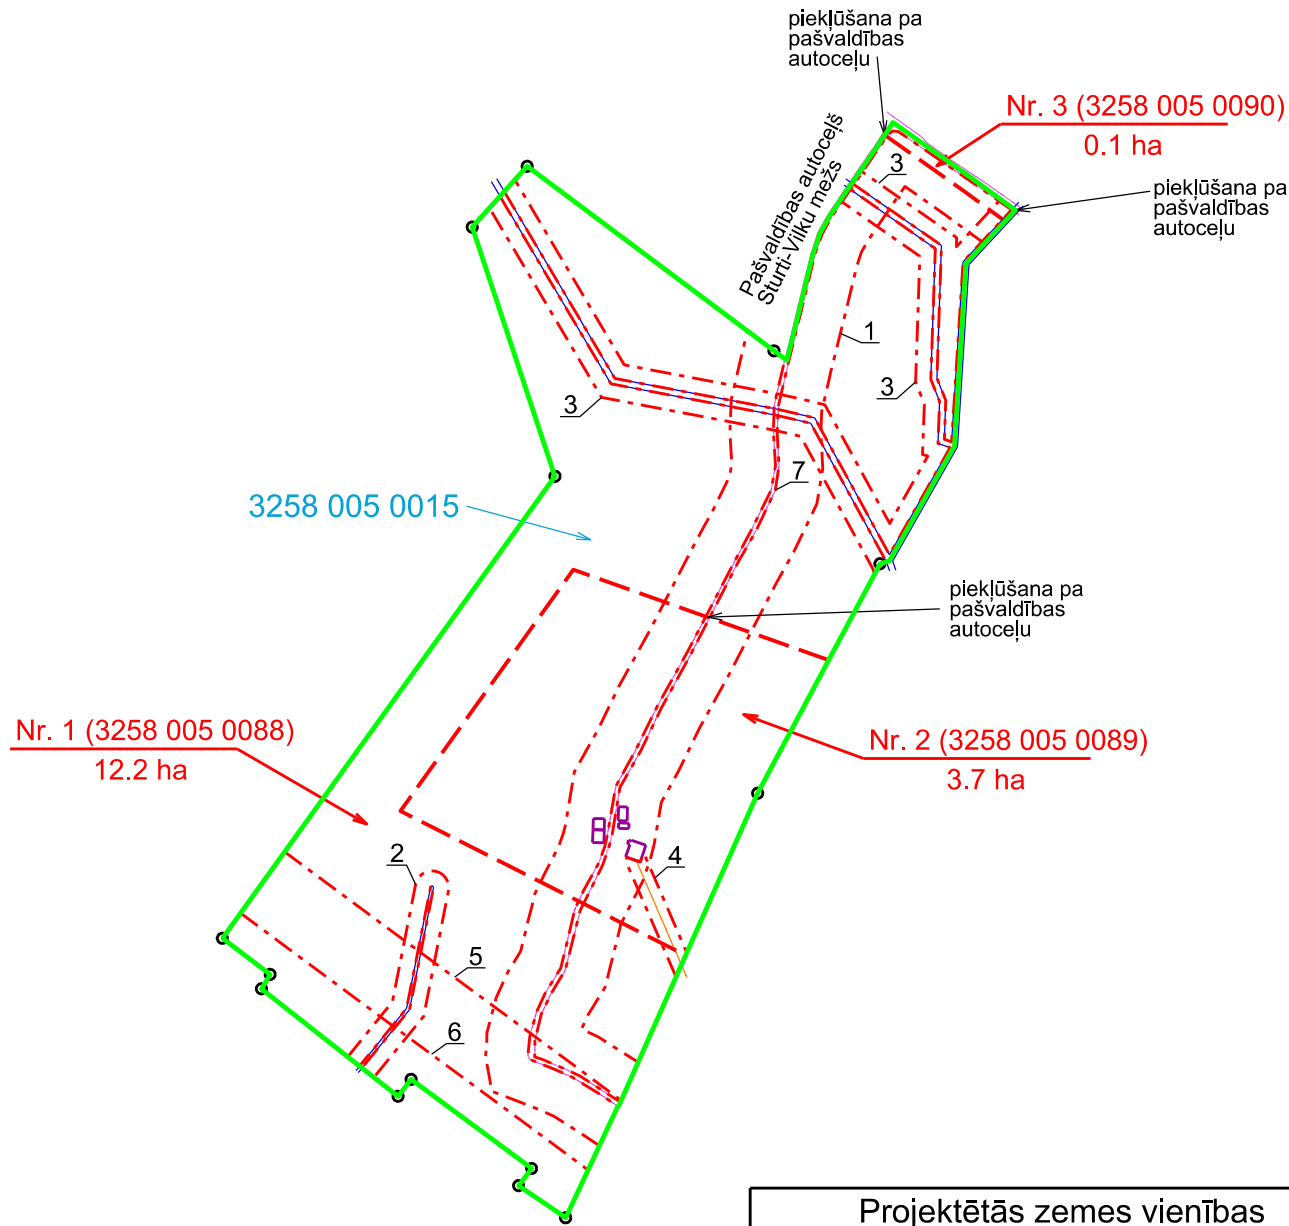 piekļūšana pa
pašvaldības
autoceļu
Nr. 3 (3258 005 0090)
0.1 ha
Pašvaldības autoceļš
Sturti-Vilku mežs
3
piekļūšana pa
pašvaldības
autoceļu
1
3
3
7
3258 005 0015
piekļūšana pa
pašvaldības
autoceļu
Nr. 1 (3258 005 0088)
12.2 ha
Nr. 2 (3258 005 0089)
3.7 ha
2
4
5
6
Projektētās zemes vienības